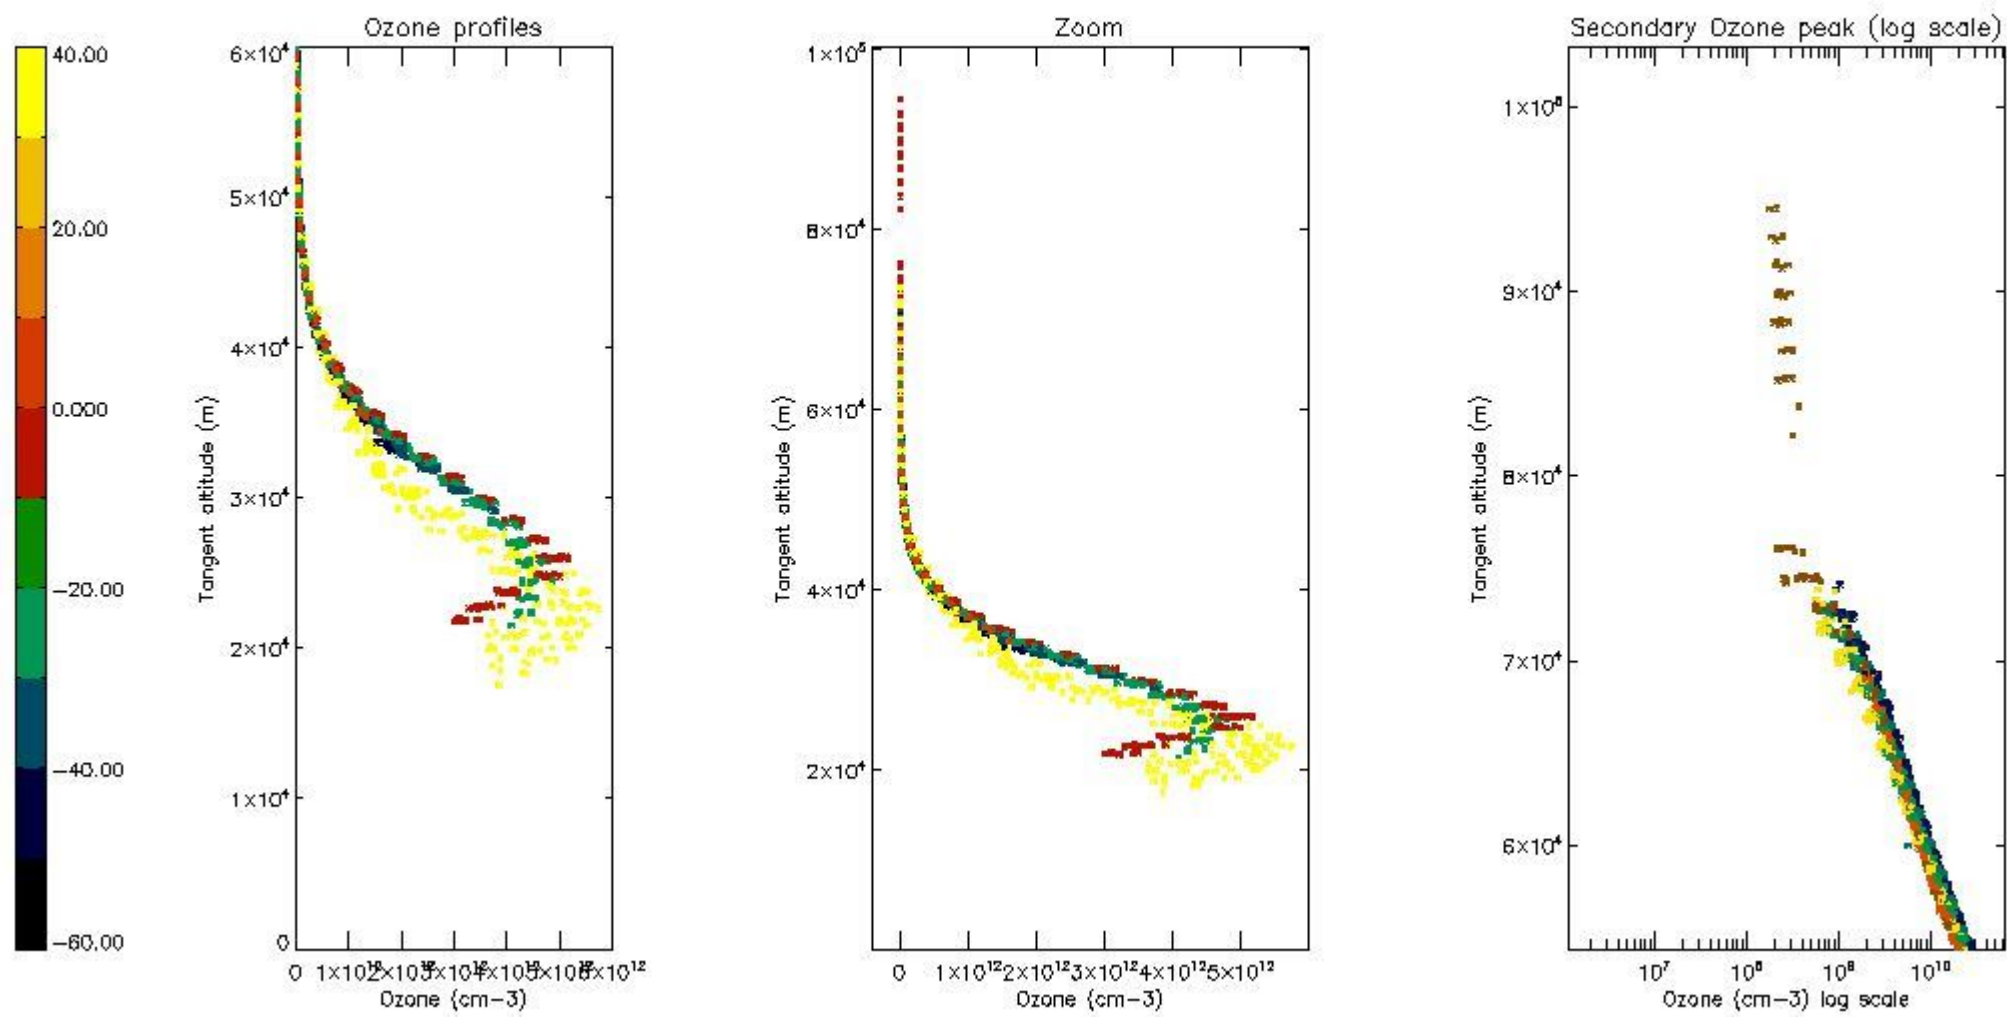 Ozone profiles
Zoom
Secondary Ozone peak (log scale)
40.00
20.00
0.000
-20.00
-40.00
-60.00
6×10⁴
5×10⁴
4×10⁴
3×10⁴
2×10⁴
1×10⁴
0
Tangent altitude (m)
0
Ozone (cm-3)
1×10⁵
8×10⁴
6×10⁴
4×10⁴
2×10⁴
Tangent altitude (m)
0 1×10¹² 2×10¹² 3×10¹² 4×10¹² 5×10¹²
Ozone (cm-3)
9×10⁴
8×10⁴
7×10⁴
6×10⁴
Tangent altitude (m)
10⁷ 10⁸ 10⁹ 10¹⁰
Ozone (cm-3) log scale